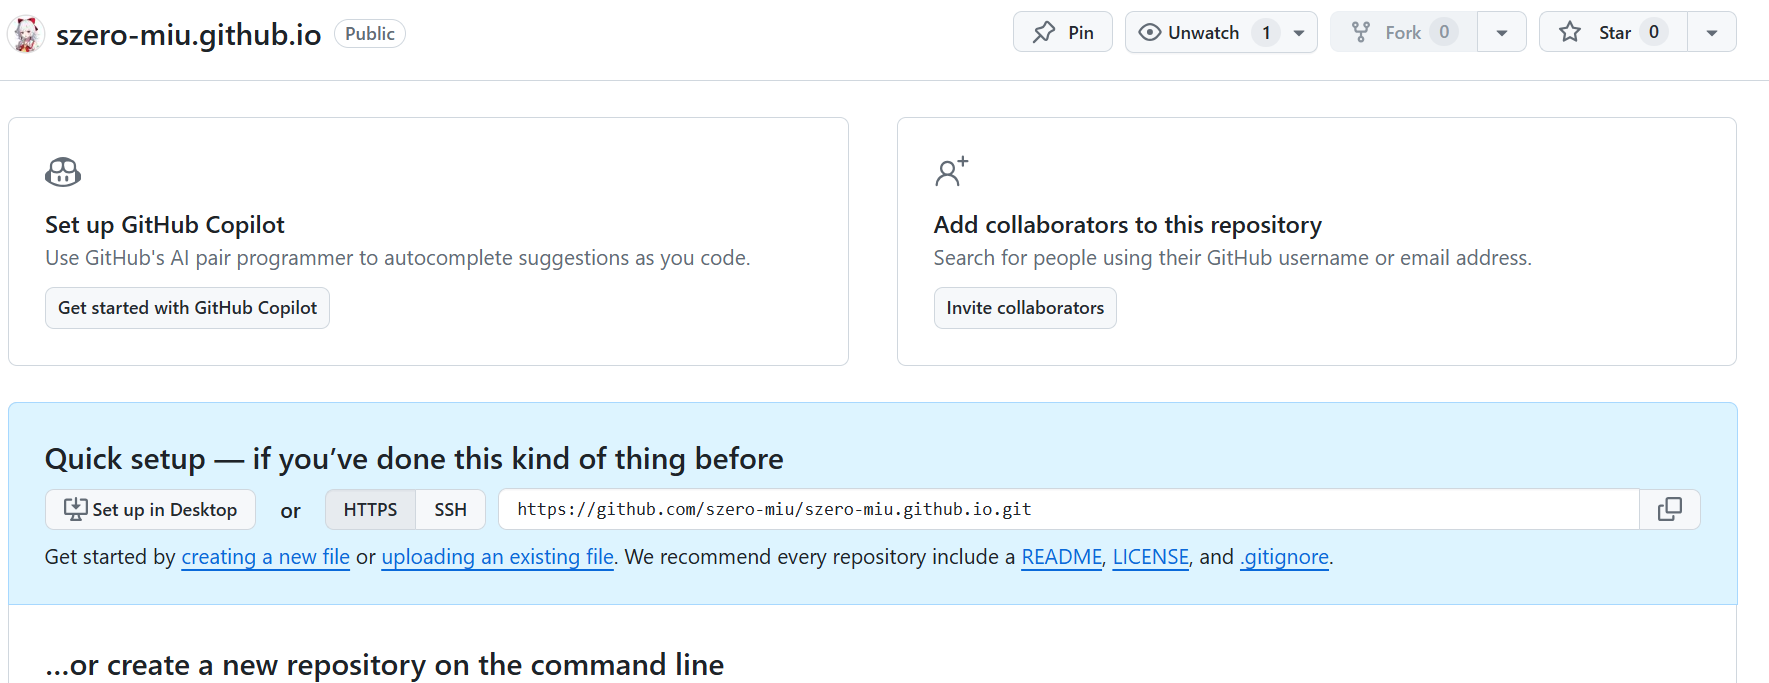 szero-miu.github.io Public Pin Unwatch 1 Fork 0 Star 0
Set up GitHub Copilot
Use GitHub's AI pair programmer to autocomplete suggestions as you code.
Get started with GitHub Copilot
Add collaborators to this repository
Search for people using their GitHub username or email address.
Invite collaborators
Quick setup — if you’ve done this kind of thing before
Set up in Desktop or HTTPS SSH https://github.com/szero-miu/szero-miu.github.io.git
Get started by creating a new file or uploading an existing file. We recommend every repository include a README, LICENSE, and .gitignore.
…or create a new repository on the command line